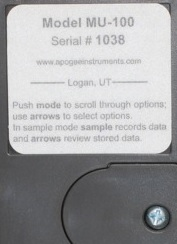 Model MU-100
Serial # 1038
www.apogeeinstruments.com
Logan, UT
Push mode to scroll through options;
use arrows to select options.
In sample mode sample records data
and arrows review stored data.